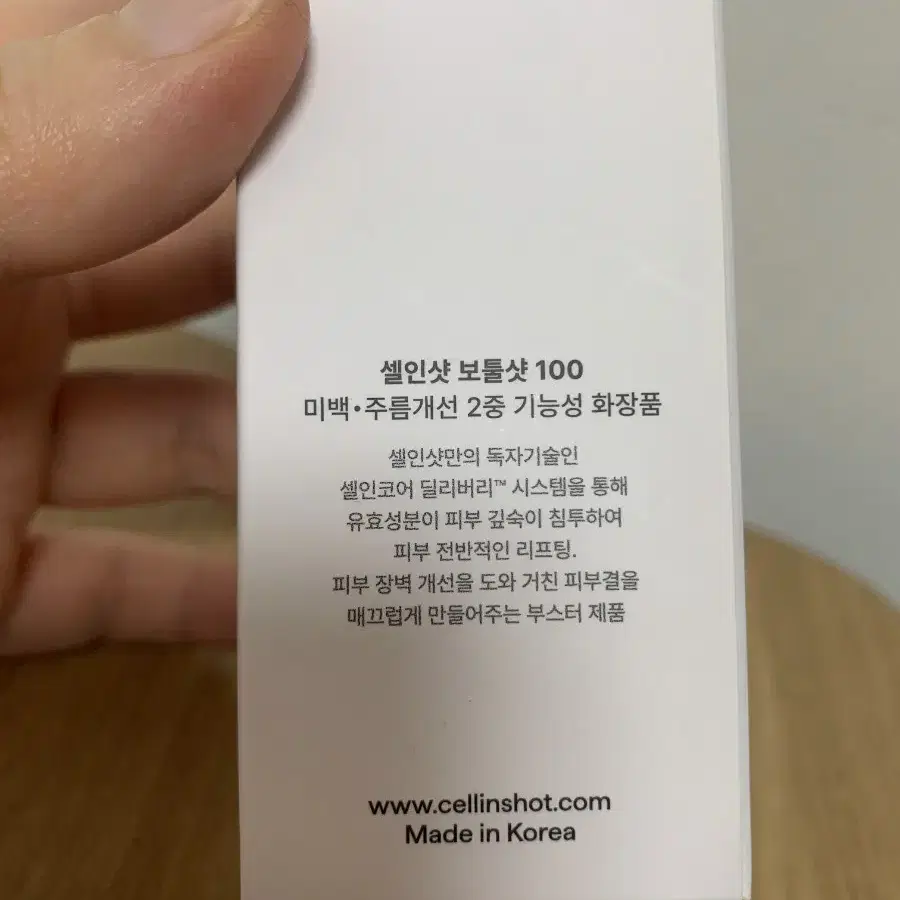 셀인샷 보툴샷 100
미백•주름개선 2중 기능성 화장품
셀인샷만의 독자기술인
셀인코어 딜리버리™ 시스템을 통해
유효성분이 피부 깊숙이 침투하여
피부 전반적인 리프팅.
피부 장벽 개선을 도와 거친 피부결을
매끄럽게 만들어주는 부스터 제품
www.cellinshot.com
Made in Korea